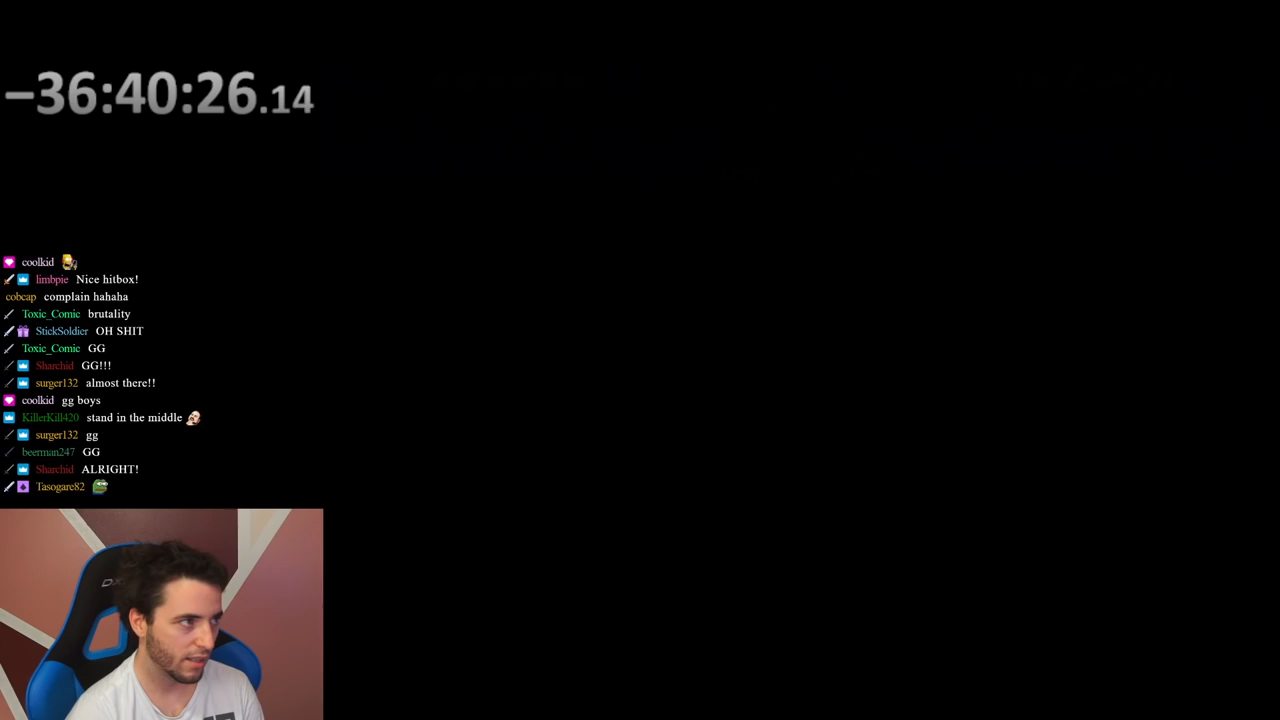 –36:40:26.14
coolkid
limbpie Nice hitbox!
cobcap complain hahaha
Toxic_Comic brutality
StickSoldier OH SHIT
Toxic_Comic GG
Sharchid GG!!!
surger132 almost there!!
coolkid gg boys
KillerKill420 stand in the middle
surger132 gg
beerman247 GG
Sharchid ALRIGHT!
Tasogare82
DX